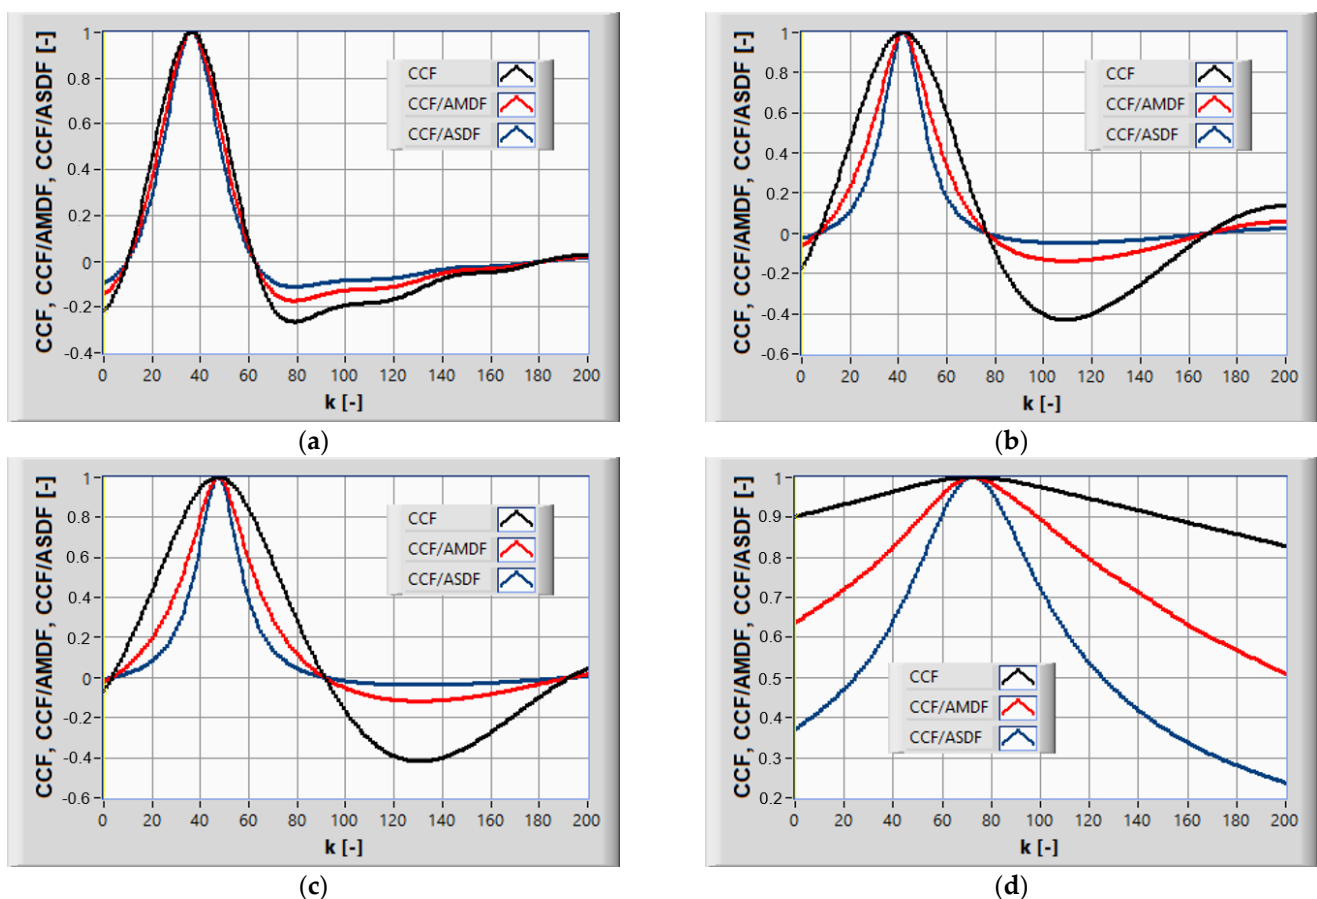 CCF, CCF/AMDF, CCF/ASDF [-]
1
0.8
0.6
0.4
0.2
0
-0.2
-0.4
CCF
CCF/AMDF
CCF/ASDF
0 20 40 60 80 100 120 140 160 180 200
k [-]
(a)
CCF, CCF/AMDF, CCF/ASDF [-]
1
0.8
0.6
0.4
0.2
0
-0.2
-0.4
-0.6
CCF
CCF/AMDF
CCF/ASDF
0 20 40 60 80 100 120 140 160 180 200
k [-]
(b)
CCF, CCF/AMDF, CCF/ASDF [-]
1
0.8
0.6
0.4
0.2
0
-0.2
-0.4
-0.6
CCF
CCF/AMDF
CCF/ASDF
0 20 40 60 80 100 120 140 160 180 200
k [-]
(c)
CCF, CCF/AMDF, CCF/ASDF [-]
1
0.9
0.8
0.7
0.6
0.5
0.4
0.3
0.2
CCF
CCF/AMDF
CCF/ASDF
0 20 40 60 80 100 120 140 160 180 200
k [-]
(d)